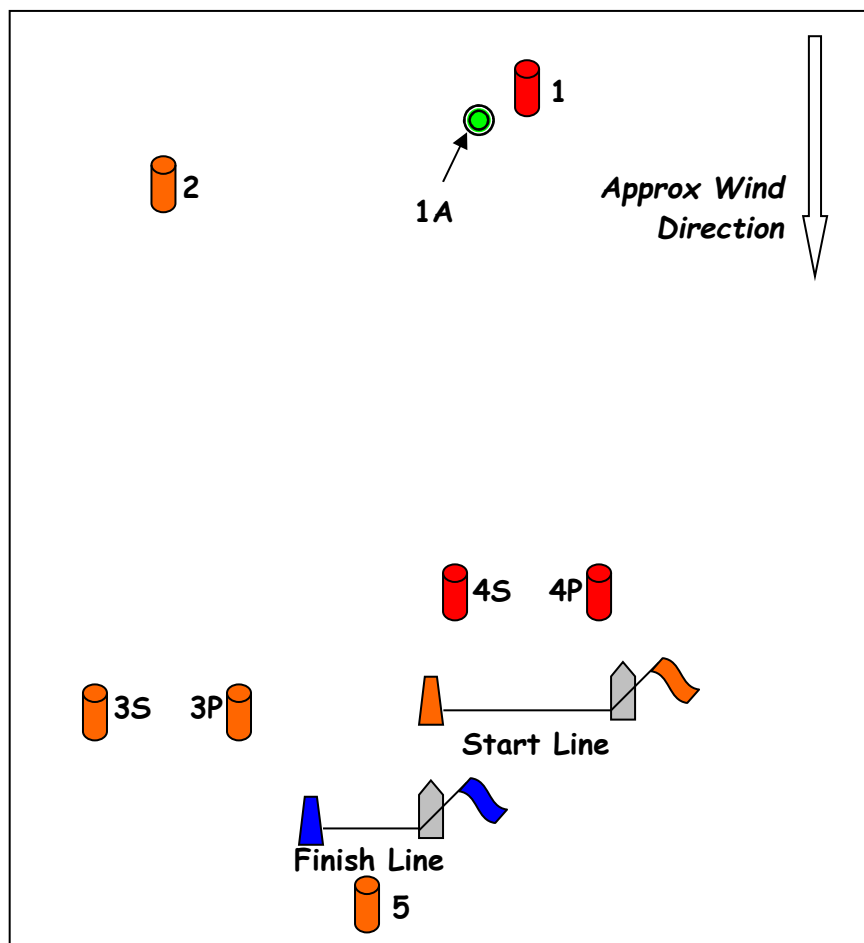 1
2
1A
Approx Wind
Direction
4S
4P
3S
3P
Start Line
Finish Line
5